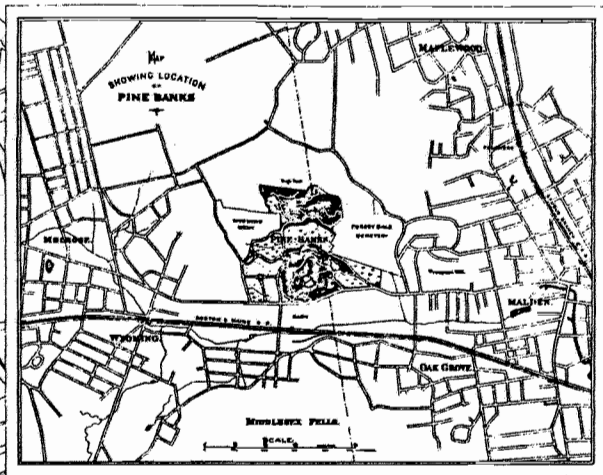 MAP
SHOWING LOCATION
OF
PINE BANKS
MAPLEWOOD
PINE BANKS
FOREST DALE
CEMETERY
MELROSE
MALDEN
BOSTON & MAINE R.R.
WYOMING
OAK GROVE
MIDDLESEX FELLS.
SCALE.